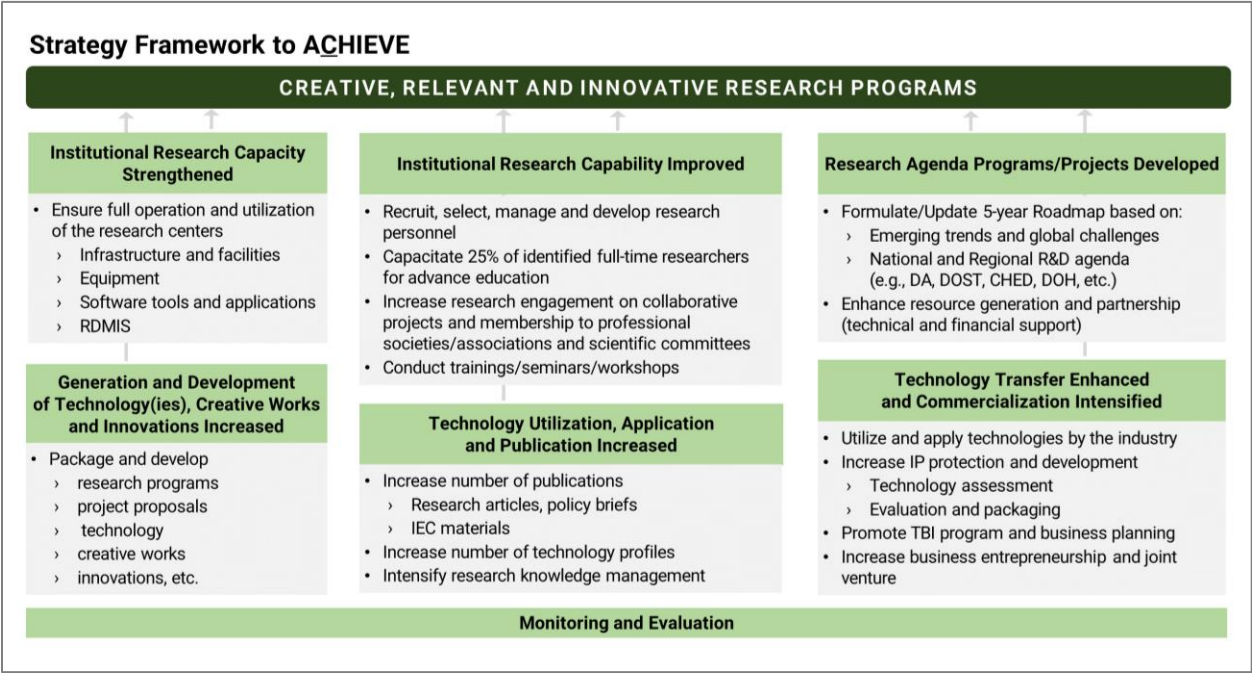 Strategy Framework to ACHIEVE
CREATIVE, RELEVANT AND INNOVATIVE RESEARCH PROGRAMS
Institutional Research Capacity
Strengthened
• Ensure full operation and utilization
of the research centers
› Infrastructure and facilities
› Equipment
› Software tools and applications
› RDMIS
Generation and Development
of Technology(ies), Creative Works
and Innovations Increased
• Package and develop
› research programs
› project proposals
› technology
› creative works
› innovations, etc.
Institutional Research Capability Improved
• Recruit, select, manage and develop research
personnel
• Capacitate 25% of identified full-time researchers
for advance education
• Increase research engagement on collaborative
projects and membership to professional
societies/associations and scientific committees
• Conduct trainings/seminars/workshops
Technology Utilization, Application
and Publication Increased
• Increase number of publications
› Research articles, policy briefs
› IEC materials
• Increase number of technology profiles
• Intensify research knowledge management
Research Agenda Programs/Projects Developed
• Formulate/Update 5-year Roadmap based on:
› Emerging trends and global challenges
› National and Regional R&D agenda
(e.g., DA, DOST, CHED, DOH, etc.)
• Enhance resource generation and partnership
(technical and financial support)
Technology Transfer Enhanced
and Commercialization Intensified
• Utilize and apply technologies by the industry
• Increase IP protection and development
› Technology assessment
› Evaluation and packaging
• Promote TBI program and business planning
• Increase business entrepreneurship and joint
venture
Monitoring and Evaluation